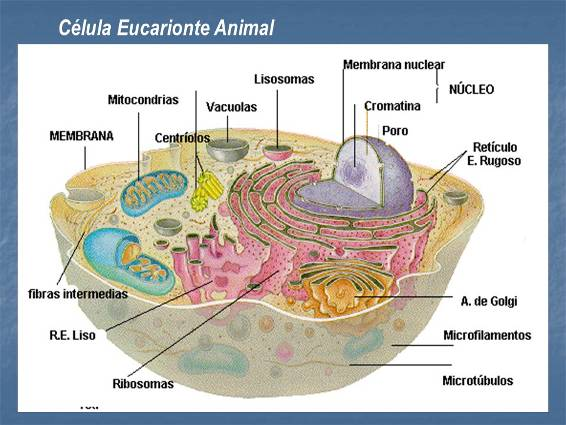 Célula Eucarionte Animal
Membrana nuclear
Lisosomas
NÚCLEO
Mitocondrias
Vacuolas
Cromatina
Poro
MEMBRANA
Centríolos
Retículo
E. Rugoso
fibras intermedias
A. de Golgi
R.E. Liso
Microfilamentos
Ribosomas
Microtúbulos